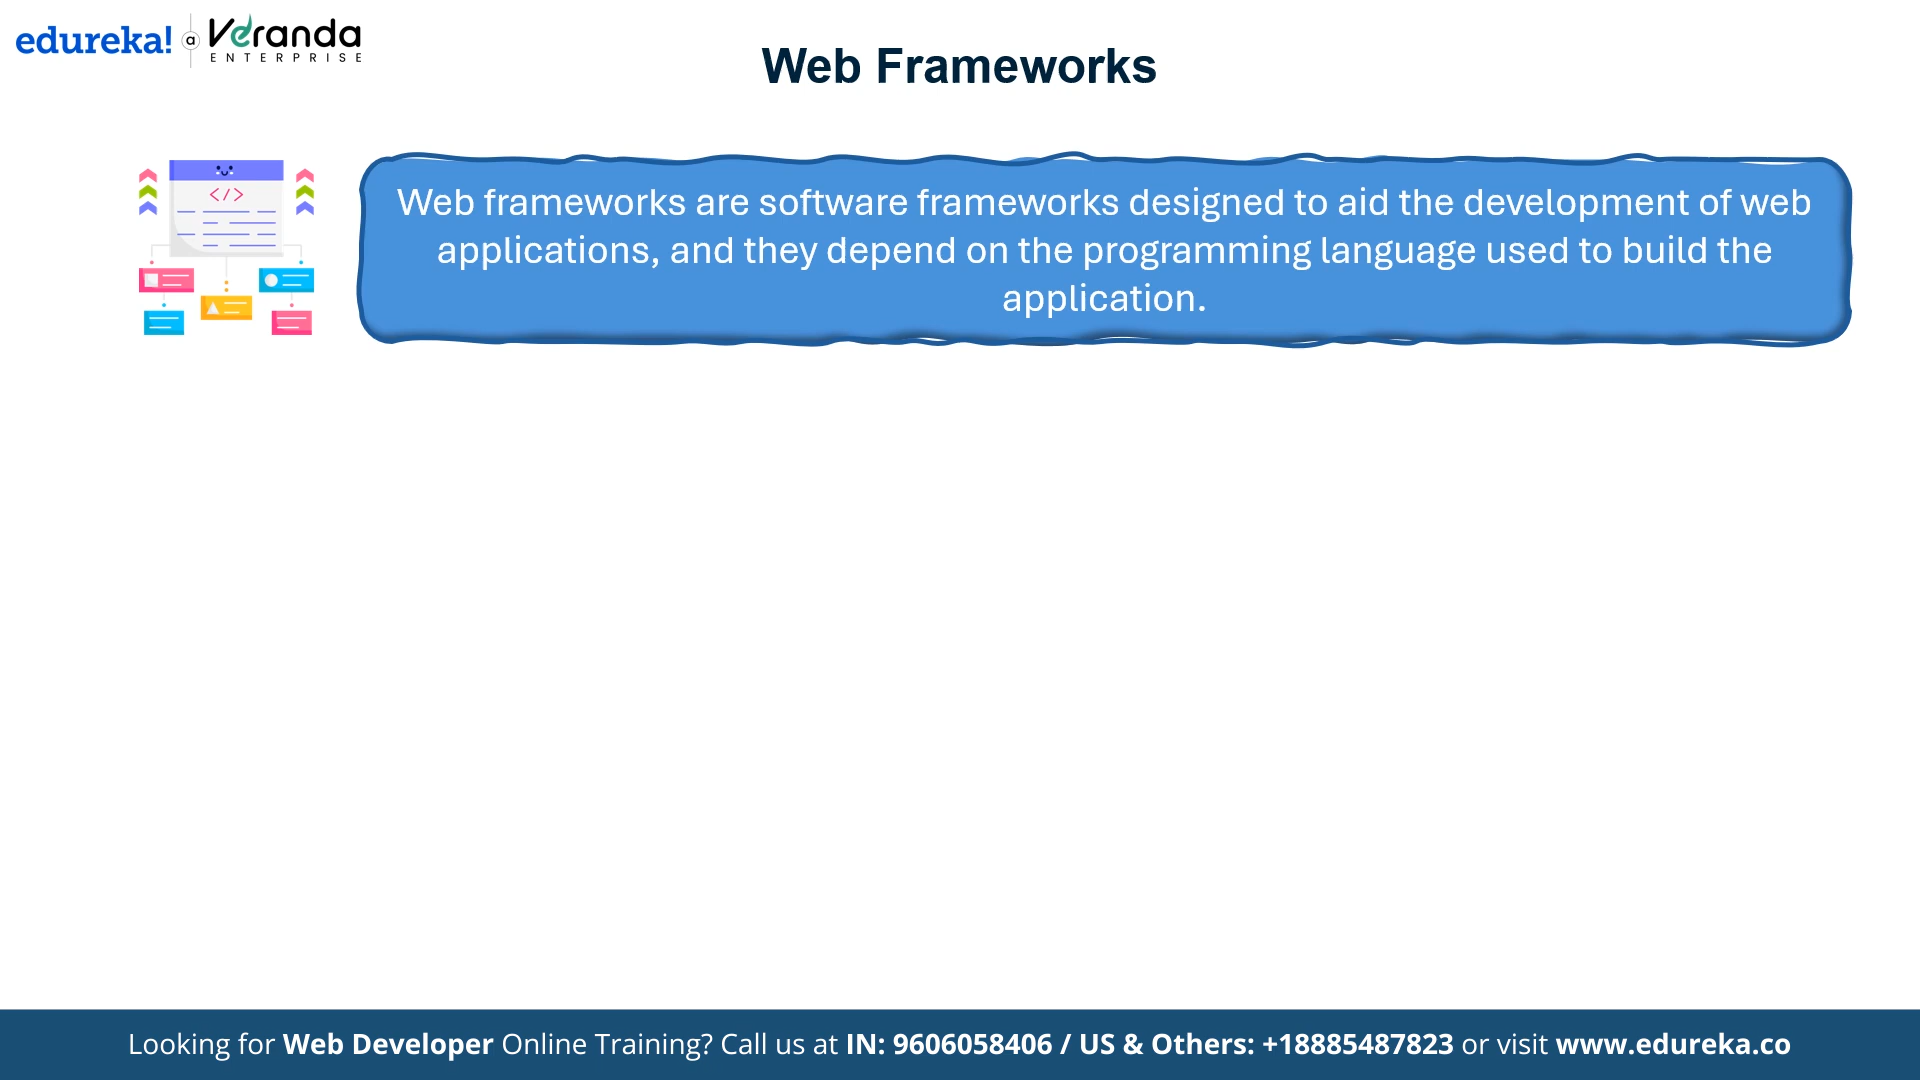 edureka! a Veranda
ENTERPRISE
Web Frameworks
</>
Web frameworks are software frameworks designed to aid the development of web
applications, and they depend on the programming language used to build the
application.
Looking for Web Developer Online Training? Call us at IN: 9606058406 / US & Others: +18885487823 or visit www.edureka.co